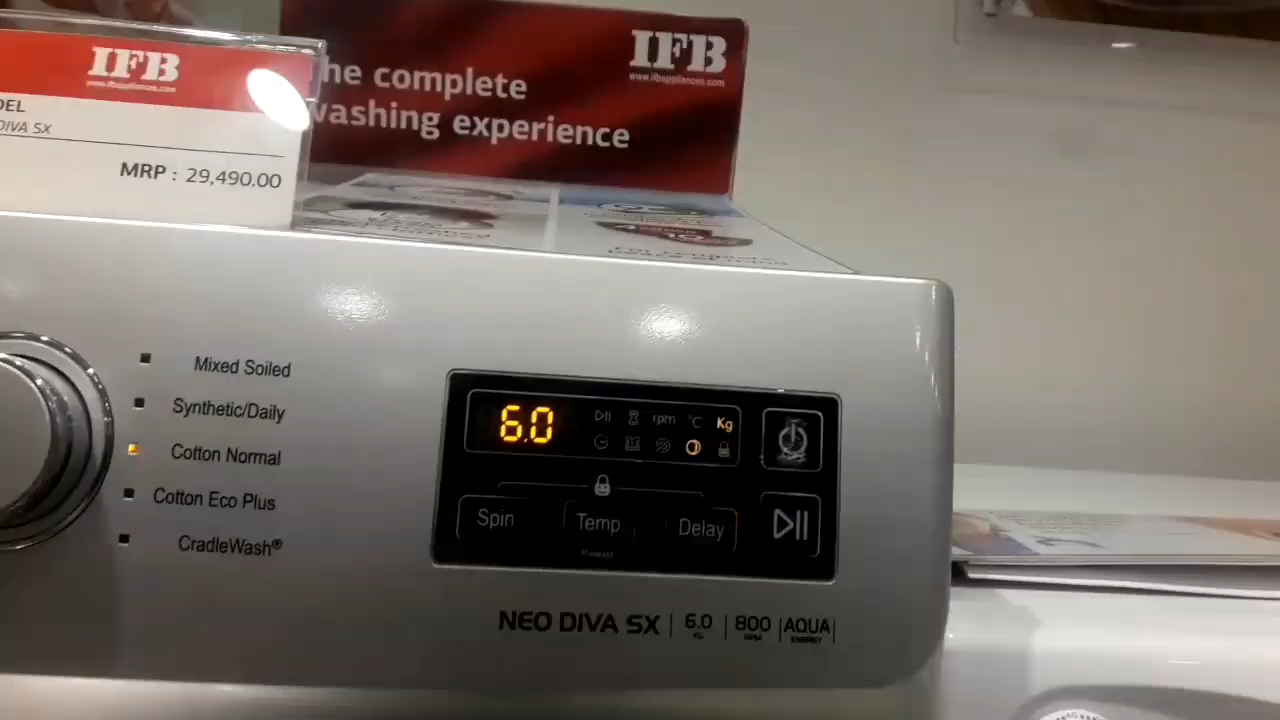 IFB
www.ifbappliances.com
DEL
DIVA SX
MRP : 29,490.00
IFB
www.ifbappliances.com
he complete
washing experience
Mixed Soiled
Synthetic/Daily
Cotton Normal
Cotton Eco Plus
CradleWash®
6.0
rpm °C Kg
Spin
Temp
Delay
NEO DIVA SX | 6.0 KG | 800 RPM | AQUA ENERGY |